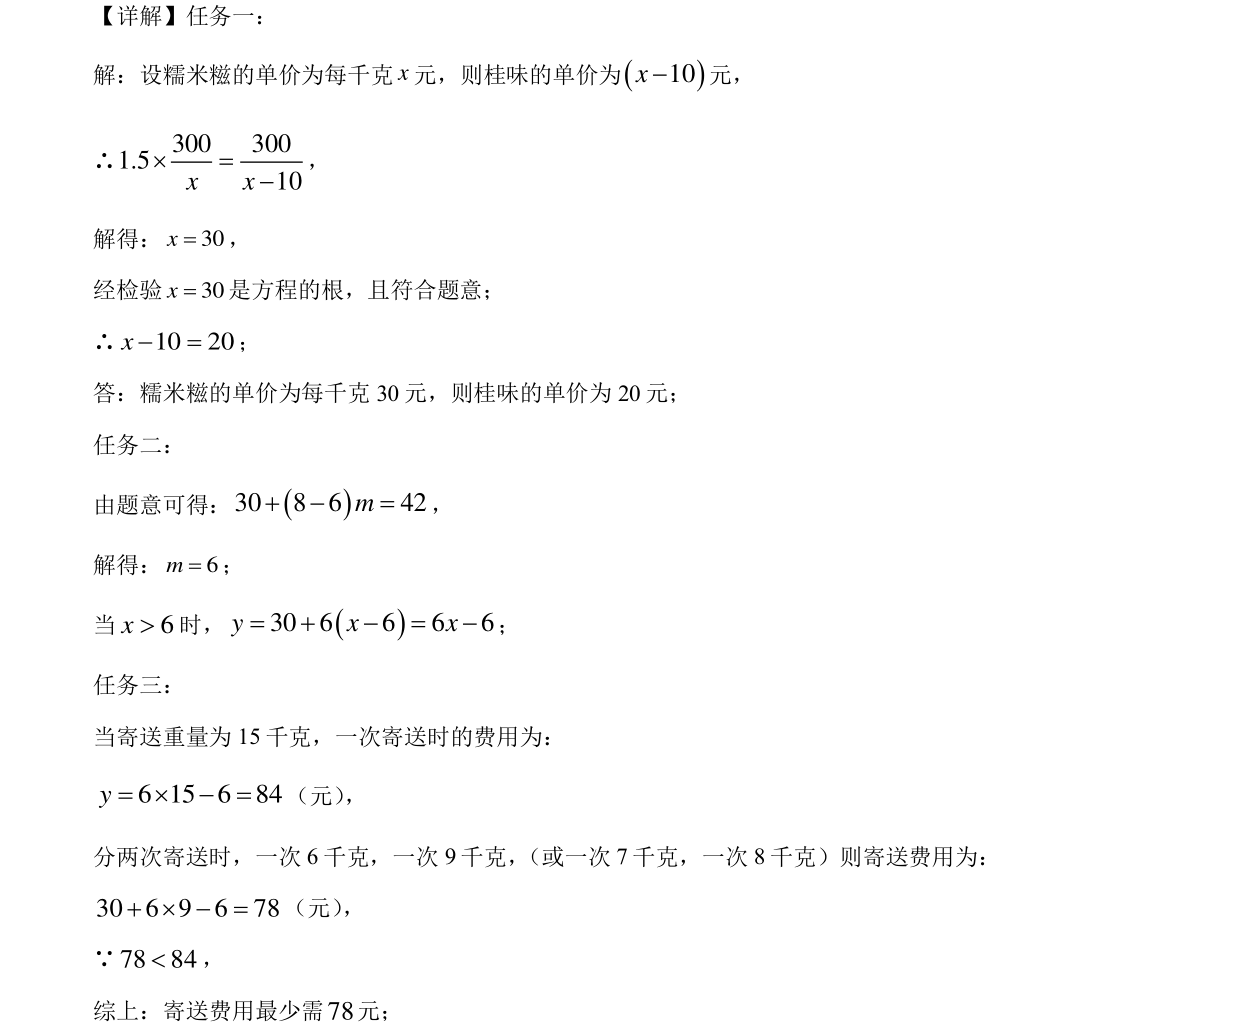 【详解】任务一：
解：设糯米糍的单价为每千克 x 元，则桂味的单价为(x−10)元，
∴1.5×300/x=300/(x−10)，
解得：x=30，
经检验x=30是方程的根，且符合题意；
∴x−10=20；
答：糯米糍的单价为每千克 30 元，则桂味的单价为 20 元；
任务二：
由题意可得：30+(8−6)m=42，
解得：m=6；
当x>6时，y=30+6(x−6)=6x−6；
任务三：
当寄送重量为 15 千克，一次寄送时的费用为：
y=6×15−6=84（元），
分两次寄送时，一次 6 千克，一次 9 千克，（或一次 7 千克，一次 8 千克）则寄送费用为：
30+6×9−6=78（元），
∵78<84，
综上：寄送费用最少需78元；